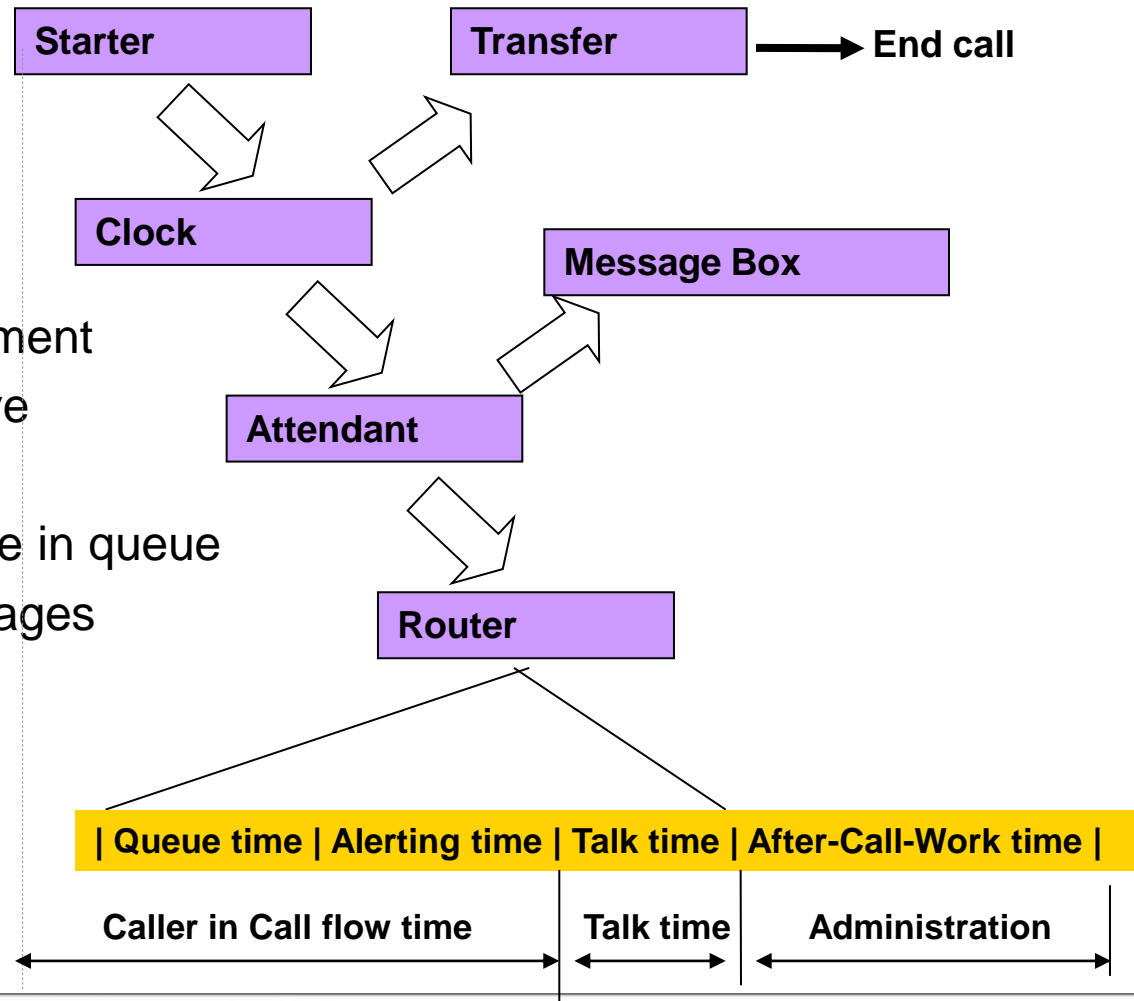 Starter
Transfer
End call
Clock
Message Box
ment
e
Attendant
e in queue
ages
Router
| Queue time | Alerting time | Talk time | After-Call-Work time |
Caller in Call flow time
Talk time
Administration